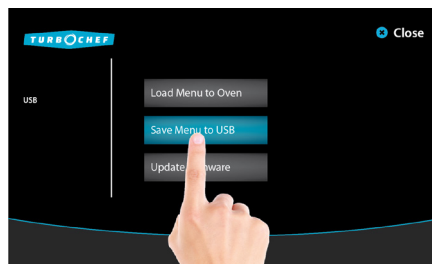 TURBOCHEF
Close
USB
Load Menu to Oven
Save Menu to USB
Update